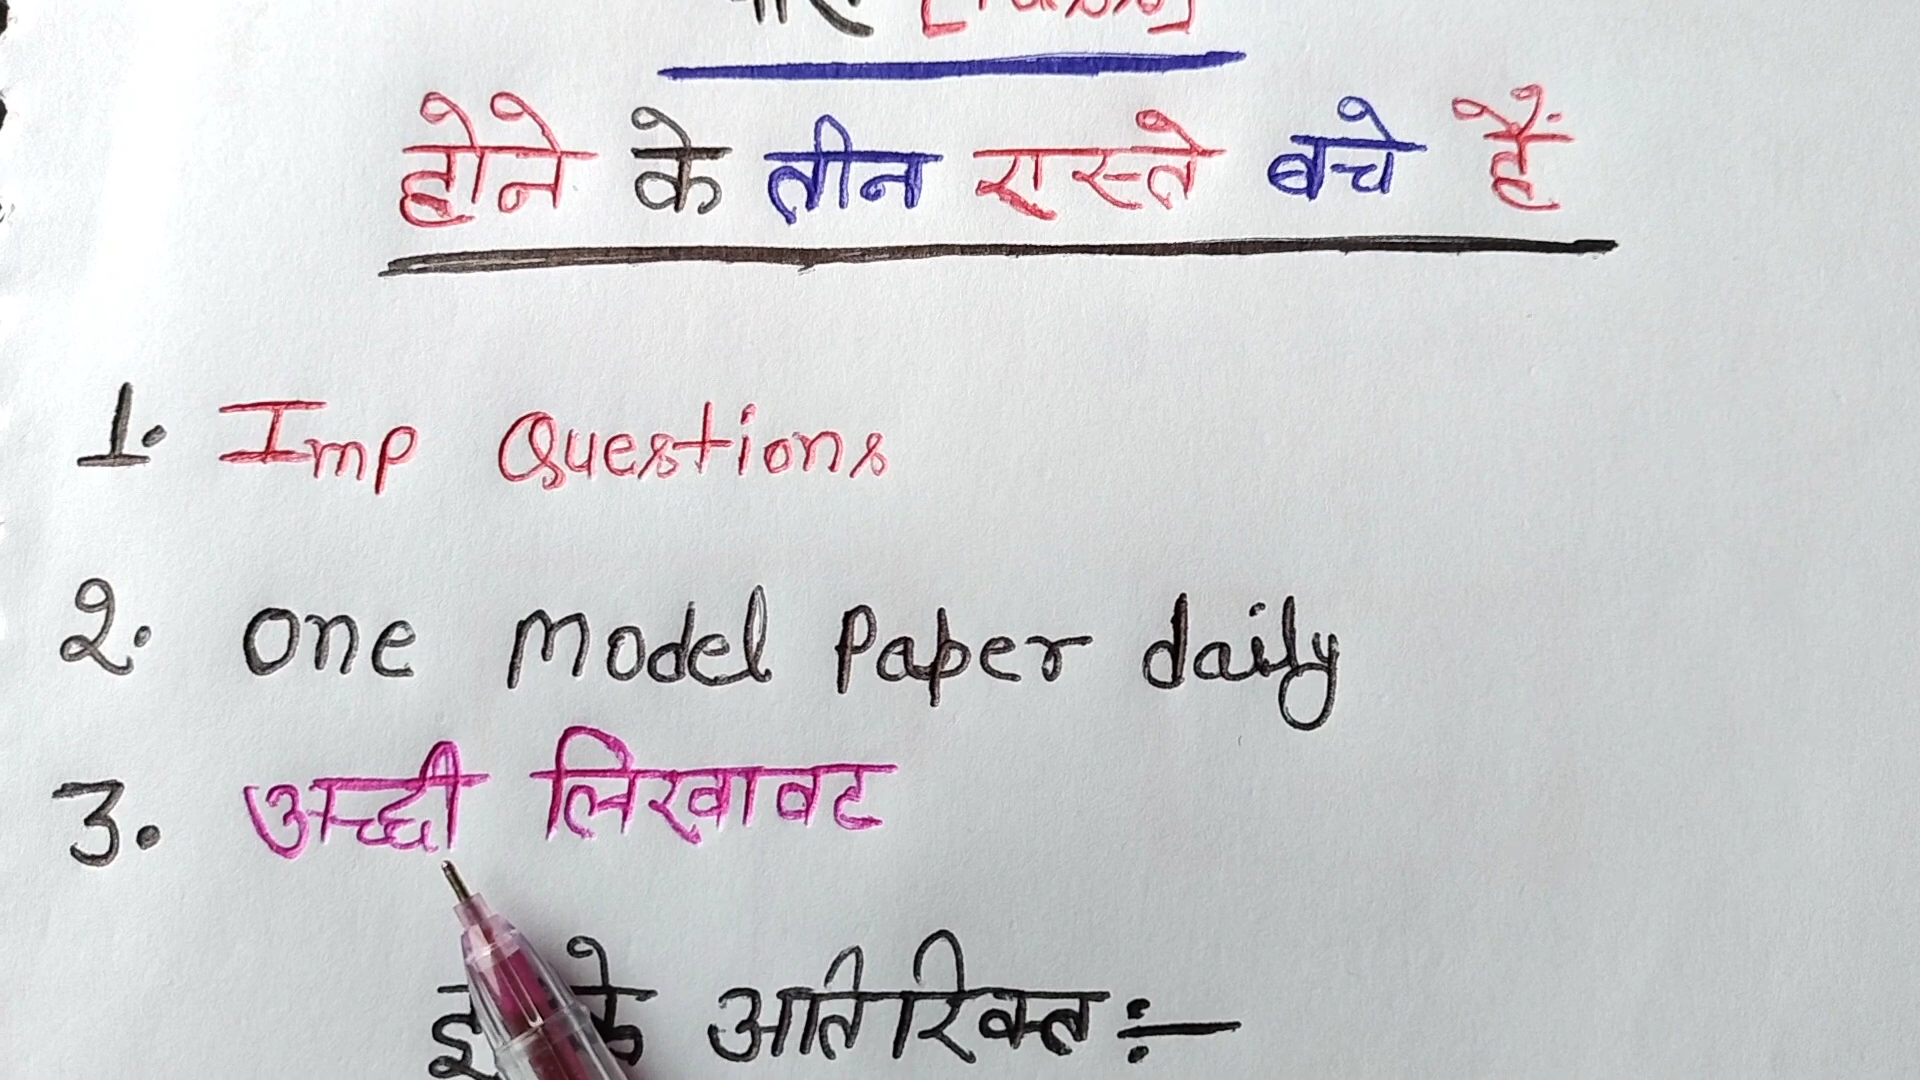 होने के तीन रास्ते बचे हैं
1. Imp Questions
2. One Model Paper daily
3. अच्छी लिखावट
के अतिरिक्त :-